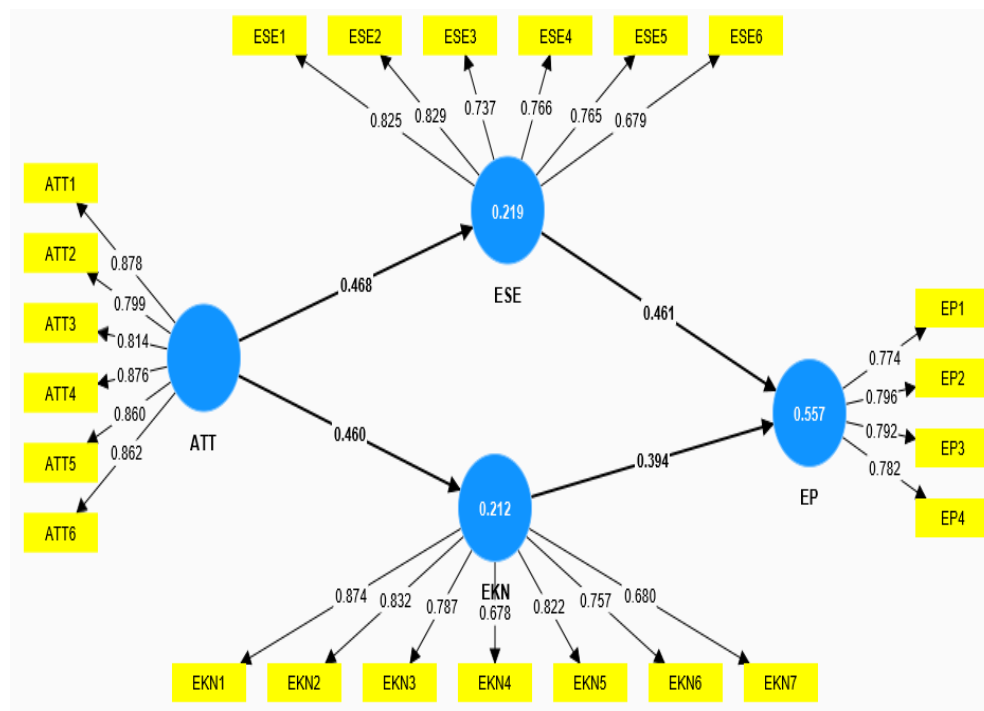 ESE1 ESE2 ESE3 ESE4 ESE5 ESE6
0.825 0.829 0.737 0.766 0.765 0.679
ATT1
ATT2
ATT3
ATT4
ATT5
ATT6
0.878
0.799
0.814
0.876
0.860
0.862
ATT
0.219
ESE
0.468
0.460
0.461
0.394
0.212
EKN
0.557
EP
0.774
0.796
0.792
0.782
EP1
EP2
EP3
EP4
0.874 0.832 0.787 0.678 0.822 0.757 0.680
EKN1 EKN2 EKN3 EKN4 EKN5 EKN6 EKN7